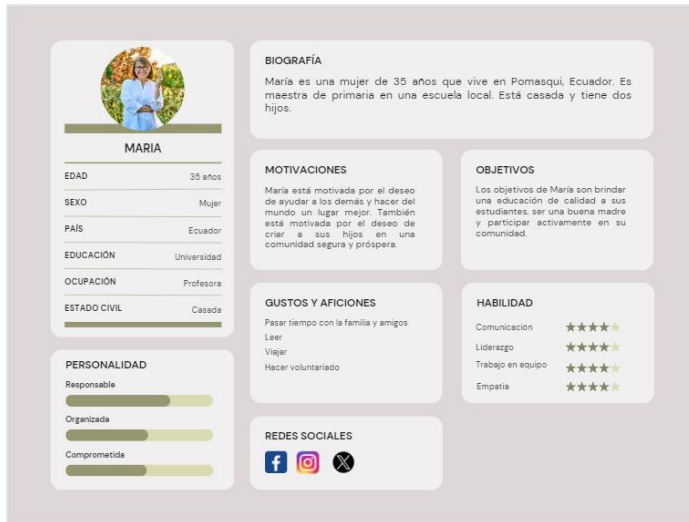 MARIA
EDAD 35 años
SEXO Mujer
PAÍS Ecuador
EDUCACIÓN Universidad
OCUPACIÓN Profesora
ESTADO CIVIL Casada
PERSONALIDAD
Responsable
Organizada
Comprometida
BIOGRAFÍA
María es una mujer de 35 años que vive en Pomasqui, Ecuador. Es
maestra de primaria en una escuela local. Está casada y tiene dos
hijos.
MOTIVACIONES
María está motivada por el deseo
de ayudar a los demás y hacer del
mundo un lugar mejor. También
está motivada por el deseo de
criar a sus hijos en una
comunidad segura y próspera.
OBJETIVOS
Los objetivos de María son brindar
una educación de calidad a sus
estudiantes, ser una buena madre
y participar activamente en su
comunidad.
GUSTOS Y AFICIONES
Pasar tiempo con la familia y amigos
Leer
Viajar
Hacer voluntariado
HABILIDAD
Comunicación
Liderazgo
Trabajo en equipo
Empatia
REDES SOCIALES